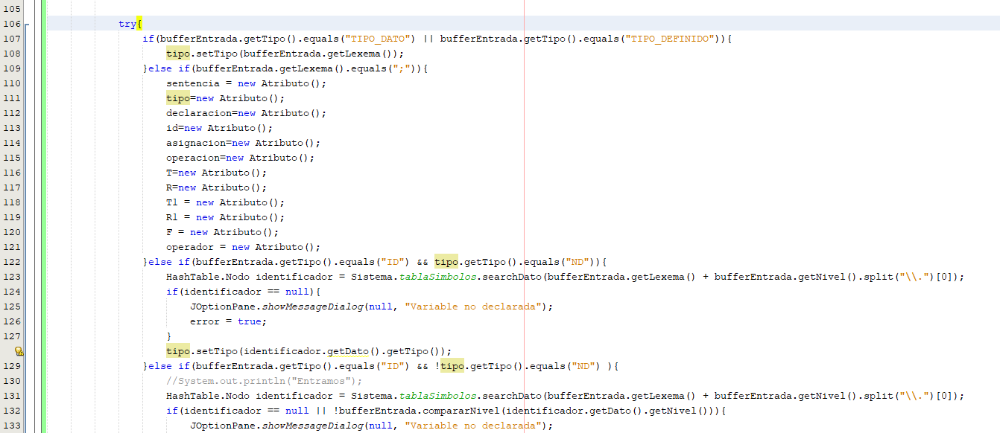 105
106 try{
107 if(bufferEntrada.getTipo().equals("TIPO_DATO") || bufferEntrada.getTipo().equals("TIPO_DEFINIDO")){
108 tipo.setTipo(bufferEntrada.getLexema());
109 }else if(bufferEntrada.getLexema().equals(";")){
110 sentencia = new Atributo();
111 tipo=new Atributo();
112 declaracion=new Atributo();
113 id=new Atributo();
114 asignacion=new Atributo();
115 operacion=new Atributo();
116 T=new Atributo();
117 R=new Atributo();
118 T1 = new Atributo();
119 R1 = new Atributo();
120 F = new Atributo();
121 operador = new Atributo();
122 }else if(bufferEntrada.getTipo().equals("ID") && tipo.getTipo().equals("ND")){
123 HashTable.Nodo identificador = Sistema.tablaSimbolos.searchDato(bufferEntrada.getLexema() + bufferEntrada.getNivel().split("\\.")[0]);
124 if(identificador == null){
125 JOptionPane.showMessageDialog(null, "Variable no declarada");
126 error = true;
127 }
tipo.setTipo(identificador.getDato().getTipo());
129 }else if(bufferEntrada.getTipo().equals("ID") && !tipo.getTipo().equals("ND") ){
130 //System.out.println("Entramos");
131 HashTable.Nodo identificador = Sistema.tablaSimbolos.searchDato(bufferEntrada.getLexema() + bufferEntrada.getNivel().split("\\.")[0]);
132 if(identificador == null || !bufferEntrada.compararNivel(identificador.getDato().getNivel())){
133 JOptionPane.showMessageDialog(null, "Variable no declarada");